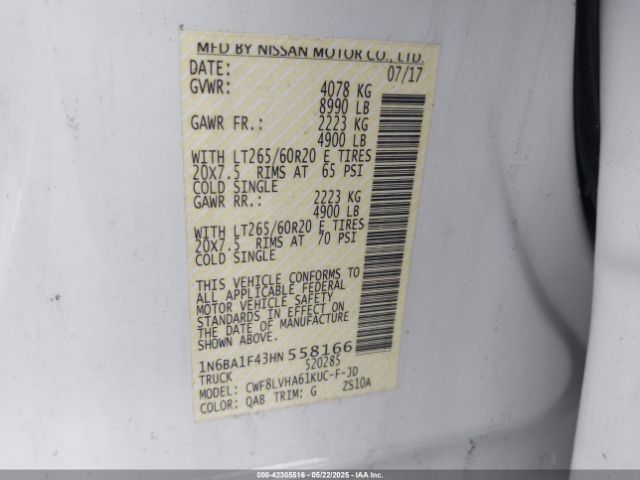 MFD BY NISSAN MOTOR CO., LTD.
DATE: 07/17
GVWR: 4078 KG
8990 LB
GAWR FR.: 2223 KG
4900 LB
WITH LT265/60R20 E TIRES
20X7.5 RIMS AT 65 PSI
COLD SINGLE
GAWR RR.: 2223 KG
4900 LB
WITH LT265/60R20 E TIRES
20X7.5 RIMS AT 70 PSI
COLD SINGLE
THIS VEHICLE CONFORMS TO
ALL APPLICABLE FEDERAL
MOTOR VEHICLE SAFETY
STANDARDS IN EFFECT ON
THE DATE OF MANUFACTURE
SHOWN ABOVE.
1N6BA1F43HN558166
TRUCK 520285
MODEL: CWF8LVHA61KUC-F-JD
COLOR: QAB TRIM: G ZS10A
000-42305516 - 05/22/2025 - IAAI.COM